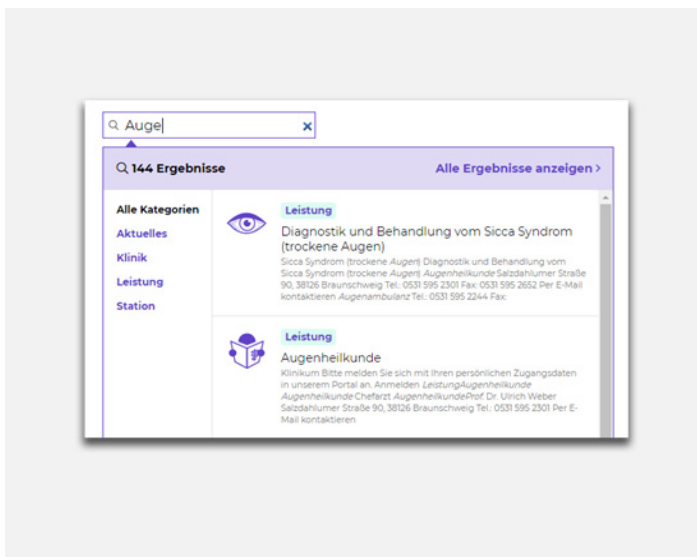 Auge
144 Ergebnisse
Alle Ergebnisse anzeigen
Alle Kategorien
Aktuelles
Klinik
Leistung
Station
Leistung
Diagnostik und Behandlung vom Sicca Syndrom
(trockene Augen)
Sicca Syndrom (trockene Augen) Diagnostik und Behandlung vom
Sicca Syndrom (trockene Augen) Augenheilkunde Salzdahlumer Straße
90, 38126 Braunschweig Tel.: 0531 595 2301 Fax: 0531 595 2652 Per E-Mail
kontaktieren Augenambulanz Tel.: 0531 595 2244 Fax:
Leistung
Augenheilkunde
Klinikum Bitte melden Sie sich mit Ihren persönlichen Zugangsdaten
in unserem Portal an. Anmelden LeistungAugenheilkunde
Augenheilkunde Chefarzt AugenheilkundeProf. Dr. Ulrich Weber
Salzdahlumer Straße 90, 38126 Braunschweig Tel.: 0531 595 2301 Per E-
Mail kontaktieren